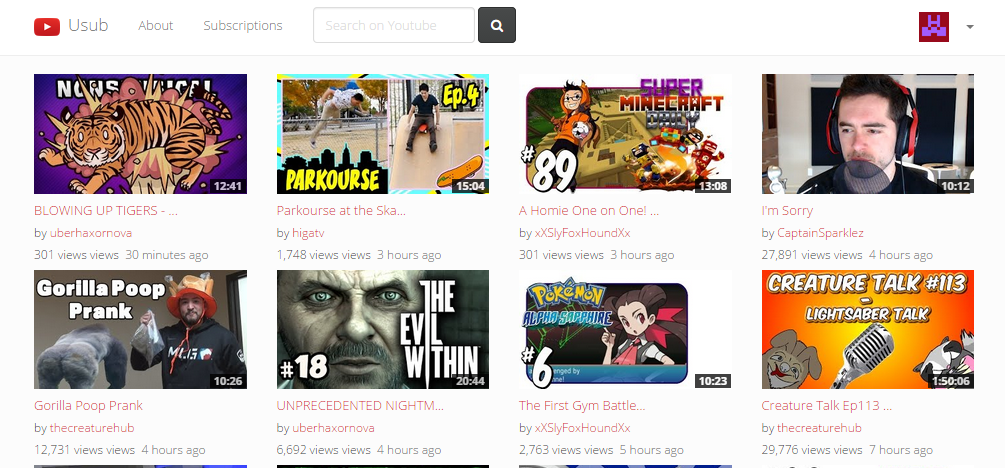 Usub About Subscriptions Search on Youtube
NONSANITY!
12:41
Ep.4
PARKOURSE
15:04
SUPER
MINECRAFT
DAILY
#89
13:08
10:12
BLOWING UP TIGERS - ...
Parkourse at the Ska...
A Homie One on One! ...
I'm Sorry
by uberhaxornova
by higatv
by xXSlyFoxHoundXx
by CaptainSparklez
301 views views 30 minutes ago
1,748 views views 3 hours ago
301 views views 3 hours ago
27,891 views views 4 hours ago
Gorilla Poop
Prank
MLG
10:26
THE
EVIL
WITHIN
#18
20:44
POKéMON
ALPHA SAPPHIRE
#6
10:23
CREATURE TALK #113
-
LIGHTSABER TALK
1:50:06
Gorilla Poop Prank
UNPRECEDENTED NIGHTM...
The First Gym Battle...
Creature Talk Ep113 ...
by thecreaturehub
by uberhaxornova
by xXSlyFoxHoundXx
by thecreaturehub
12,731 views views 4 hours ago
6,692 views views 4 hours ago
2,763 views views 5 hours ago
29,776 views views 7 hours ago